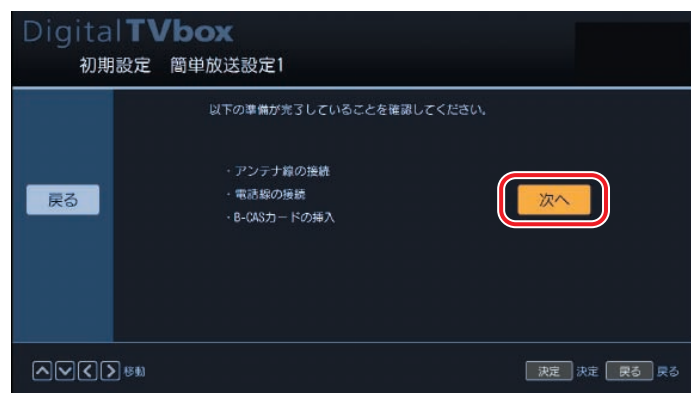 DigitalTVbox
初期設定 簡単放送設定1
以下の準備が完了していることを確認してください。
・アンテナ線の接続
・電話線の接続
・B-CASカードの挿入
戻る
次へ
移動
決定 決定 戻る 戻る